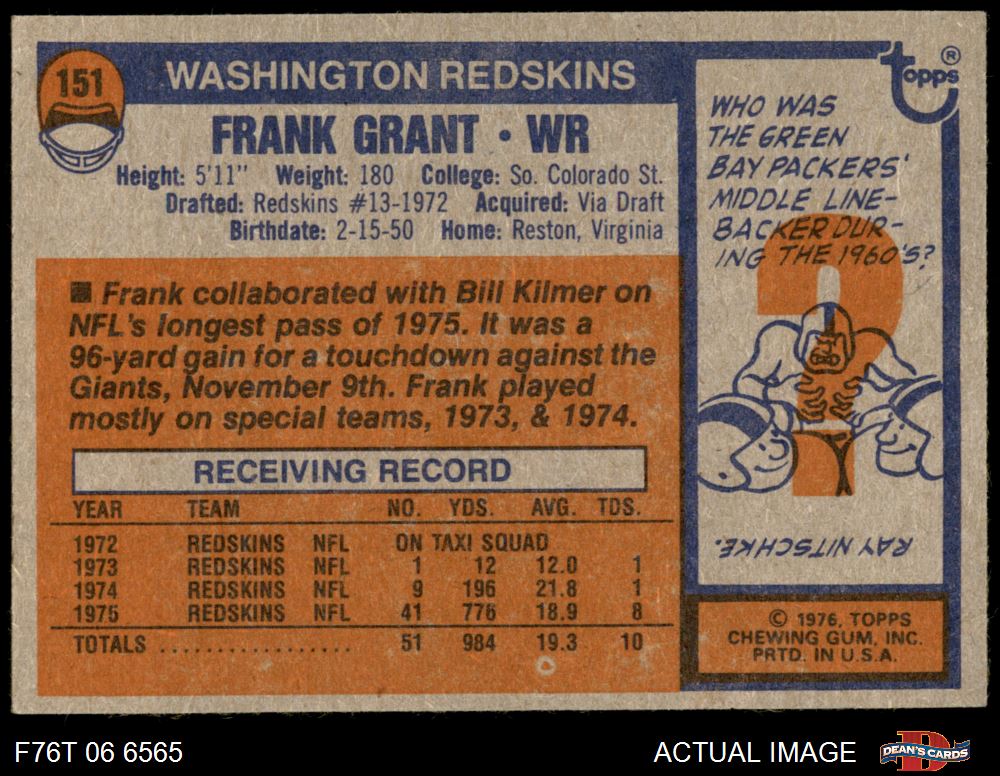 151
WASHINGTON REDSKINS
FRANK GRANT • WR
Height: 5'11" Weight: 180 College: So. Colorado St.
Drafted: Redskins #13-1972 Acquired: Via Draft
Birthdate: 2-15-50 Home: Reston, Virginia
■ Frank collaborated with Bill Kilmer on
NFL's longest pass of 1975. It was a
96-yard gain for a touchdown against the
Giants, November 9th. Frank played
mostly on special teams, 1973, & 1974.
RECEIVING RECORD
YEAR TEAM NO. YDS. AVG. TDS.
1972 REDSKINS NFL ON TAXI SQUAD
1973 REDSKINS NFL 1 12 12.0 1
1974 REDSKINS NFL 9 196 21.8 1
1975 REDSKINS NFL 41 776 18.9 8
TOTALS .................. 51 984 19.3 10
topps ®
WHO WAS
THE GREEN
BAY PACKERS'
MIDDLE LINE-
BACKER DUR-
ING THE 1960'S?
?
RAY NITSCHKE.
© 1976, TOPPS
CHEWING GUM, INC.
PRTD. IN U.S.A.
F76T 06 6565
ACTUAL IMAGE
D
DEAN'S CARDS